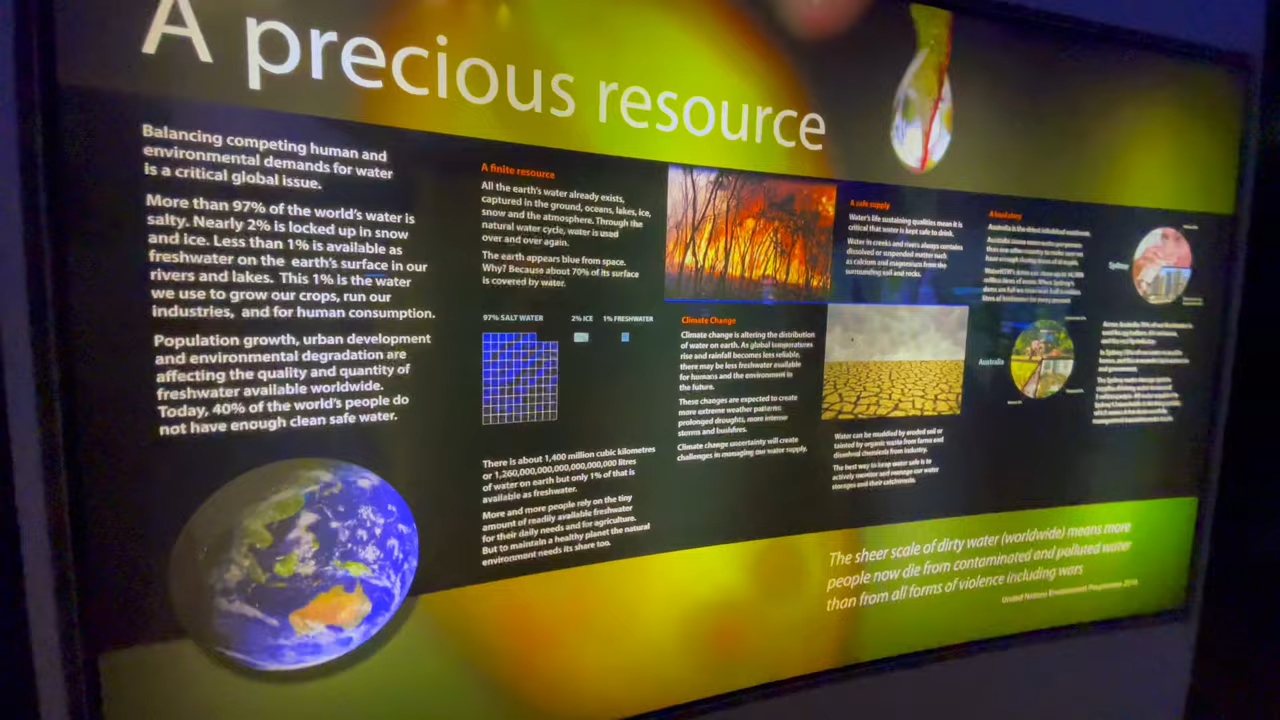 A precious resource
Balancing competing human and
environmental demands for water
is a critical global issue.
More than 97% of the world's water is
salty. Nearly 2% is locked up in snow
and ice. Less than 1% is available as
freshwater on the earth's surface in our
rivers and lakes. This 1% is the water
we use to grow our crops, run our
industries, and for human consumption.
Population growth, urban development
and environmental degradation are
affecting the quality and quantity of
freshwater available worldwide.
Today, 40% of the world's people do
not have enough clean safe water.
A finite resource
All the earth's water already exists,
captured in the ground, oceans, lakes, ice,
snow and the atmosphere. Through the
natural water cycle, water is used
over and over again.
The earth appears blue from space.
Why? Because about 70% of its surface
is covered by water.
97% SALT WATER 2% ICE 1% FRESHWATER
There is about 1,400 million cubic kilometres
or 1,260,000,000,000,000,000,000 litres
of water on earth but only 1% of that is
available as freshwater.
More and more people rely on the tiny
amount of readily available freshwater
for their daily needs and for agriculture.
But to maintain a healthy planet the natural
environment needs its share too.
Climate Change
Climate change is altering the distribution
of water on earth. As global temperatures
rise and rainfall becomes less reliable,
there may be less freshwater available
for humans and the environment in
the future.
These changes are expected to create
more extreme weather patterns:
prolonged droughts, more intense
storms and bushfires.
Climate change uncertainty will create
challenges in managing our water supply.
A safe supply
Water's life sustaining qualities mean it is
critical that water is kept safe to drink.
Water in creeks and rivers always contains
dissolved or suspended matter such
as calcium and magnesium from the
surrounding soil and rocks.
Water can be muddied by eroded soil or
tainted by organic waste from farms and
dissolved chemicals from industry.
The best way to keep water safe is to
actively monitor and manage our water
storages and their catchments.
A local story
Australia is the driest inhabited continent.
Sydney
Australia
The sheer scale of dirty water (worldwide) means more
people now die from contaminated and polluted water
than from all forms of violence including wars
United Nations Environment Programme 2010